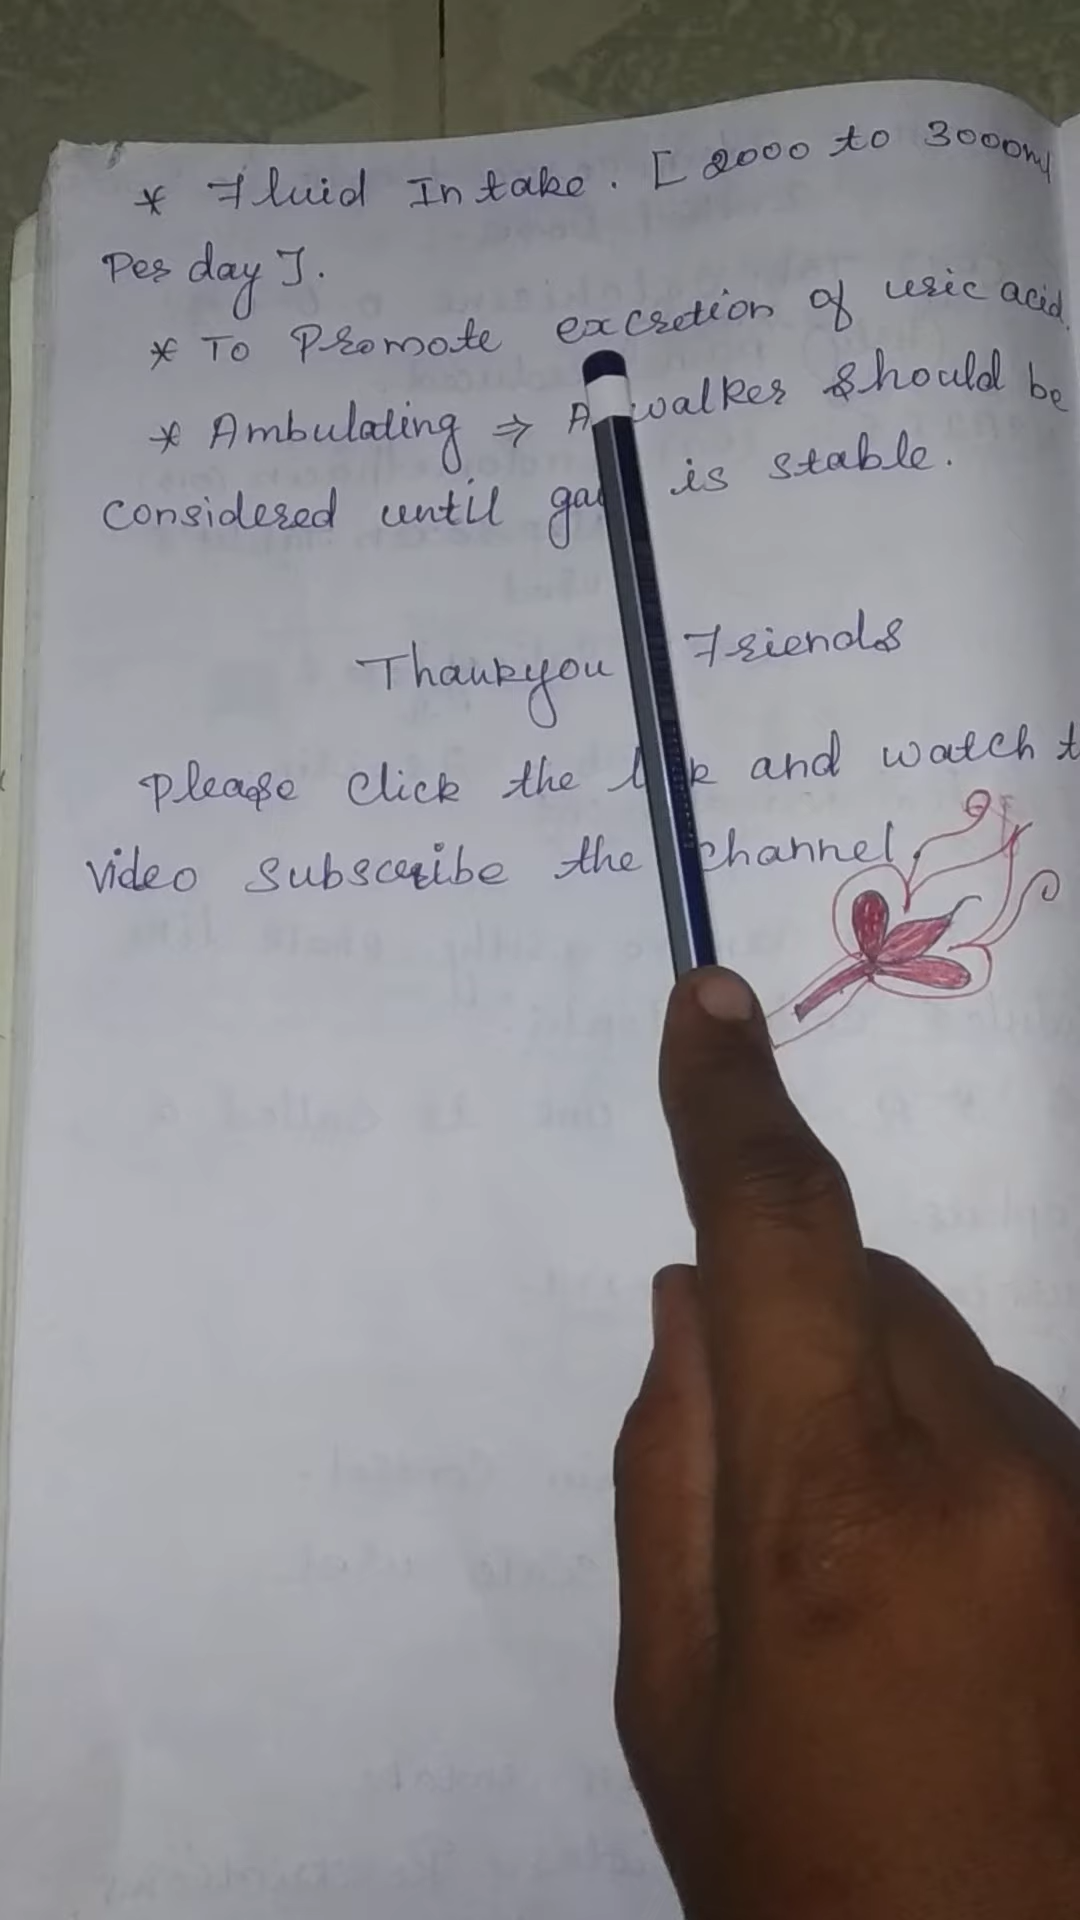 * Fluid Intake. [2000 to 3000ml
Per day].
* To Promote excretion of uric acid.
* Ambulating ⇒ A walker should be
considered until is stable.
Thankyou Friends
please click the and watch
video subscribe the channel